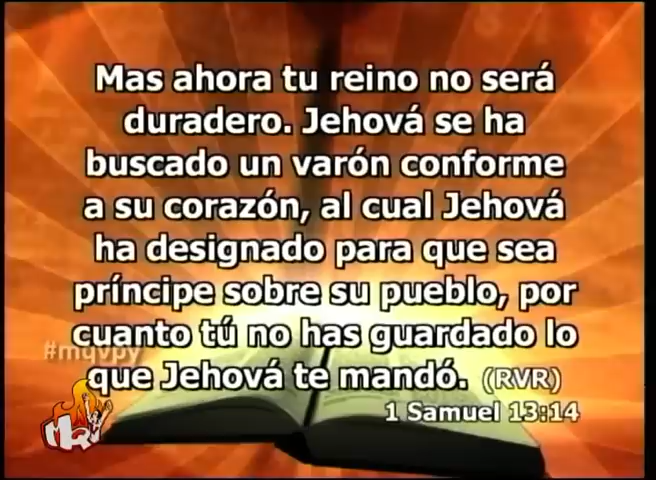 Mas ahora tu reino no será
duradero. Jehová se ha
buscado un varón conforme
a su corazón, al cual Jehová
ha designado para que sea
príncipe sobre su pueblo, por
cuanto tú no has guardado lo
#mqvpy
que Jehová te mandó. (RVR)
1 Samuel 13:14